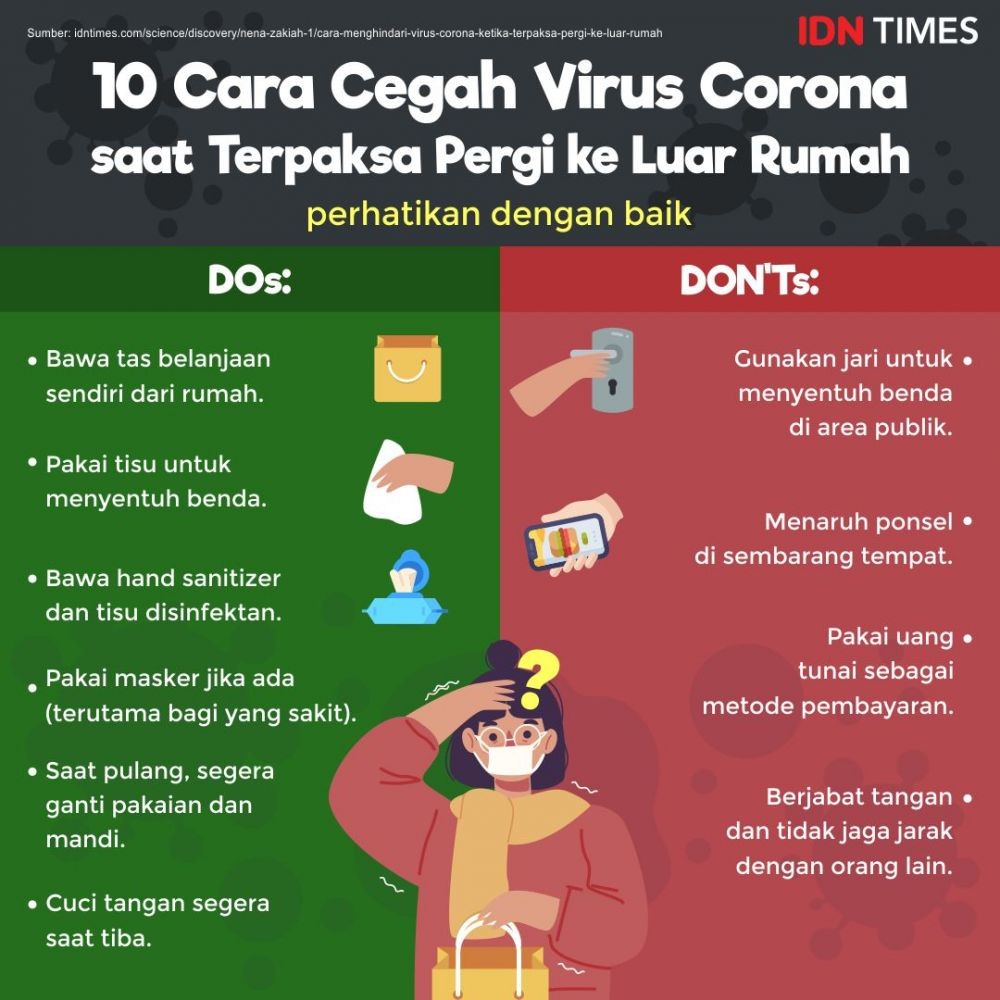 Sumber: idntimes.com/science/discovery/nena-zakiah-1/cara-menghindari-virus-corona-ketika-terpaksa-pergi-ke-luar-rumah
IDN TIMES
10 Cara Cegah Virus Corona
saat Terpaksa Pergi ke Luar Rumah
perhatikan dengan baik
DOs:
• Bawa tas belanjaan
sendiri dari rumah.
• Pakai tisu untuk
menyentuh benda.
• Bawa hand sanitizer
dan tisu disinfektan.
• Pakai masker jika ada
(terutama bagi yang sakit).
• Saat pulang, segera
ganti pakaian dan
mandi.
• Cuci tangan segera
saat tiba.
DON'Ts:
Gunakan jari untuk •
menyentuh benda
di area publik.
Menaruh ponsel •
di sembarang tempat.
Pakai uang •
tunai sebagai
metode pembayaran.
Berjabat tangan •
dan tidak jaga jarak
dengan orang lain.
?